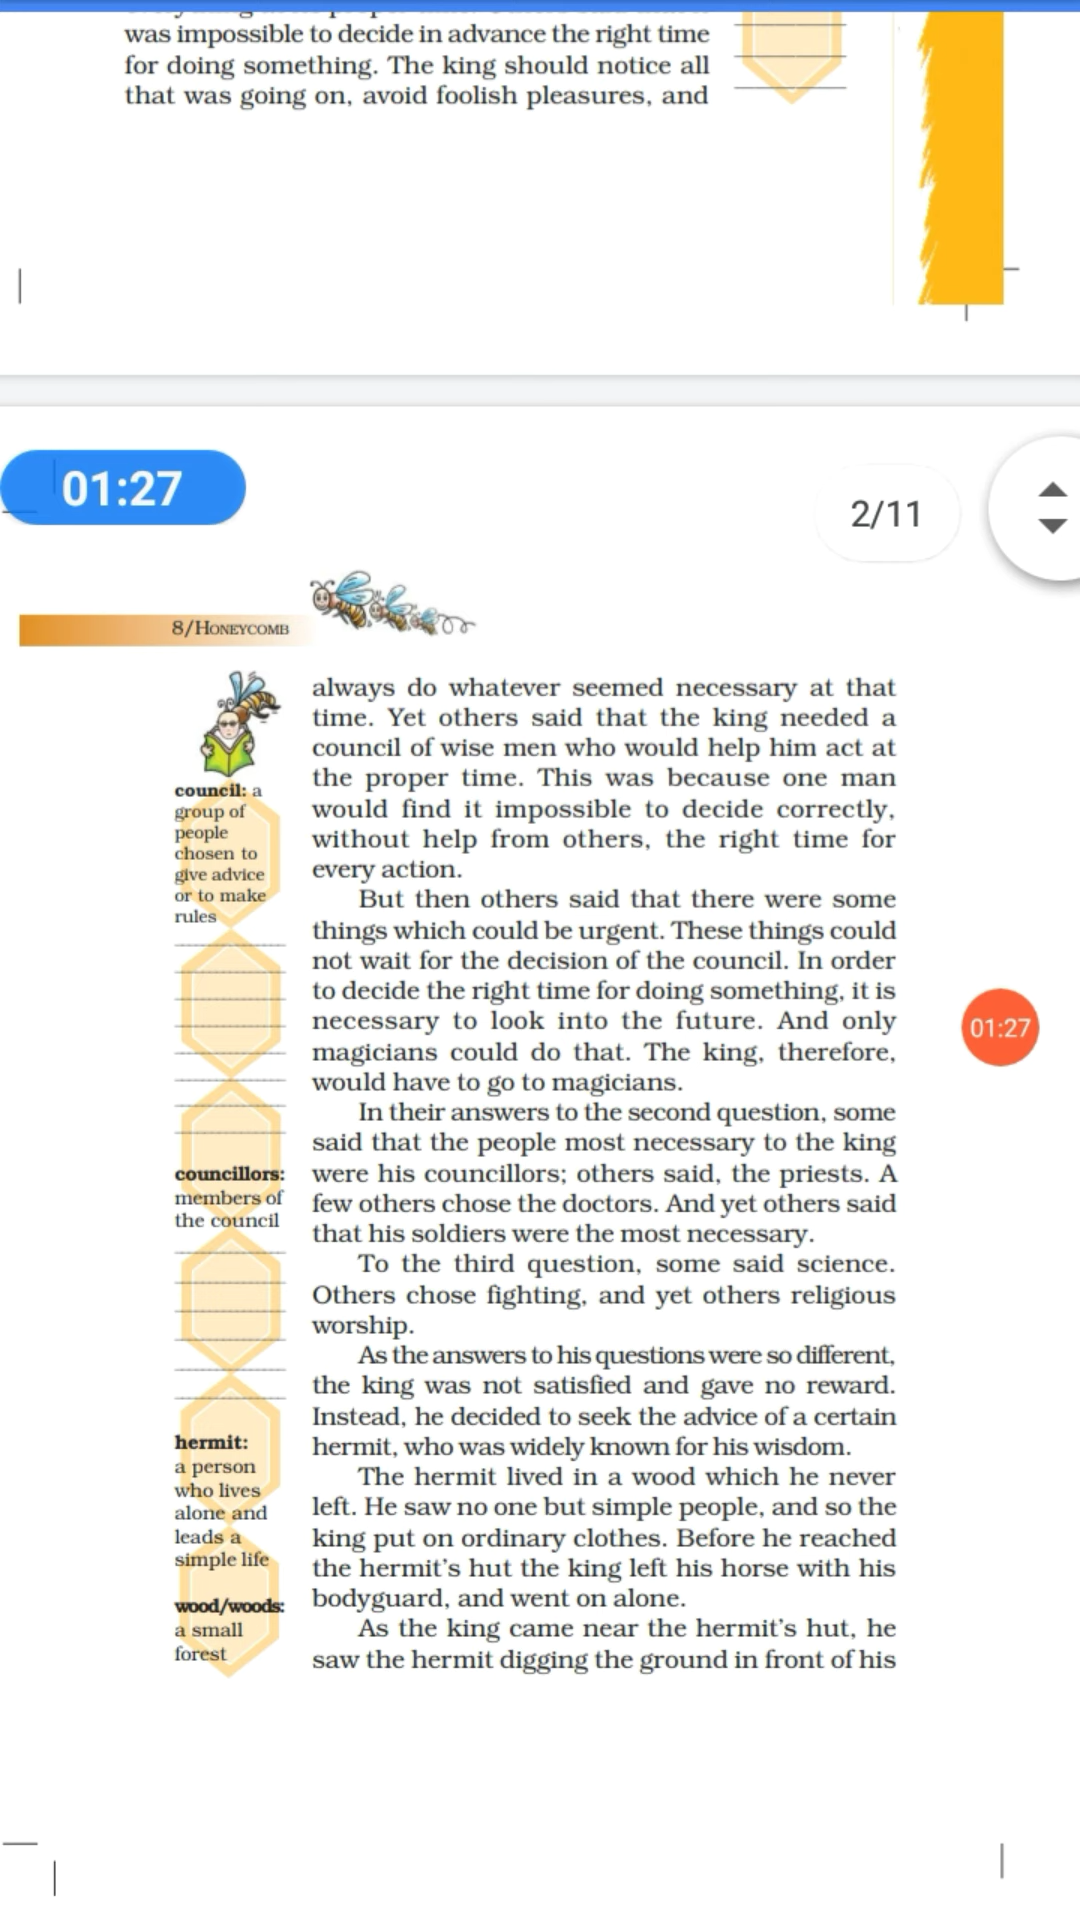 was impossible to decide in advance the right time
for doing something. The king should notice all
that was going on, avoid foolish pleasures, and
01:27
2/11
8/HONEYCOMB
always do whatever seemed necessary at that
time. Yet others said that the king needed a
council of wise men who would help him act at
the proper time. This was because one man
would find it impossible to decide correctly,
without help from others, the right time for
every action.
But then others said that there were some
things which could be urgent. These things could
not wait for the decision of the council. In order
to decide the right time for doing something, it is
necessary to look into the future. And only
magicians could do that. The king, therefore,
would have to go to magicians.
In their answers to the second question, some
said that the people most necessary to the king
were his councillors; others said, the priests. A
few others chose the doctors. And yet others said
that his soldiers were the most necessary.
To the third question, some said science.
Others chose fighting, and yet others religious
worship.
As the answers to his questions were so different,
the king was not satisfied and gave no reward.
Instead, he decided to seek the advice of a certain
hermit, who was widely known for his wisdom.
The hermit lived in a wood which he never
left. He saw no one but simple people, and so the
king put on ordinary clothes. Before he reached
the hermit's hut the king left his horse with his
bodyguard, and went on alone.
As the king came near the hermit's hut, he
saw the hermit digging the ground in front of his
council: a
group of
people
chosen to
give advice
or to make
rules
councillors:
members of
the council
hermit:
a person
who lives
alone and
leads a
simple life
wood/woods:
a small
forest
01:27